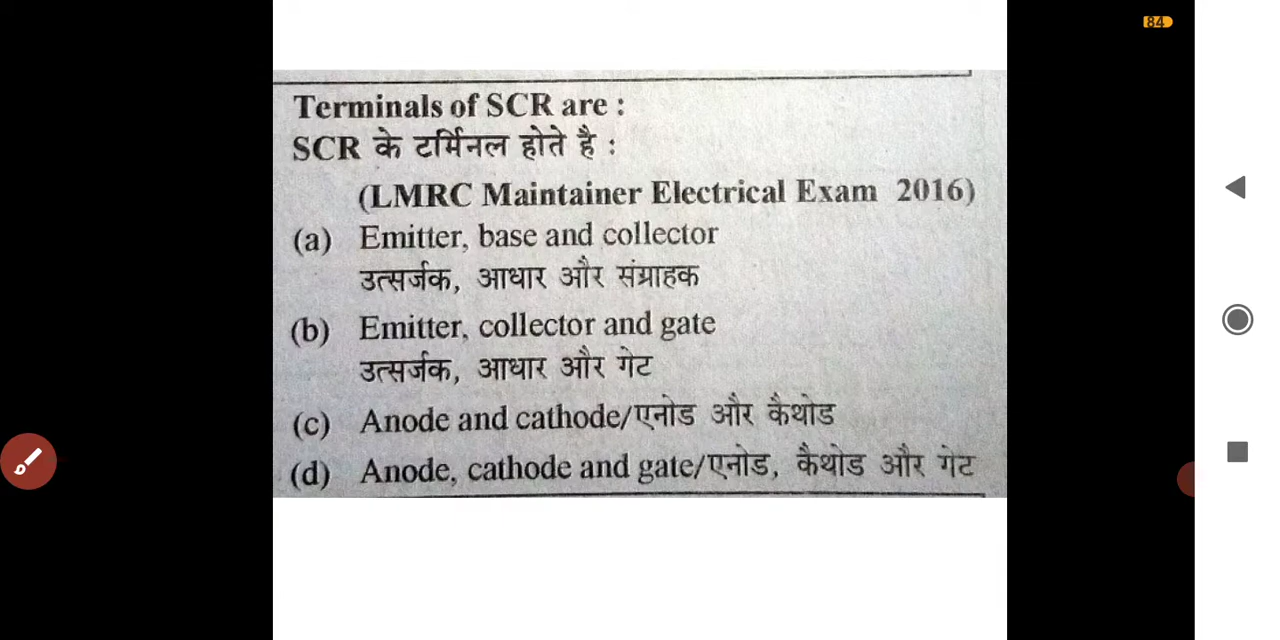 84
Terminals of SCR are :
SCR के टर्मिनल होते है :
(LMRC Maintainer Electrical Exam 2016)
(a) Emitter, base and collector
उत्सर्जक, आधार और संग्राहक
(b) Emitter, collector and gate
उत्सर्जक, आधार और गेट
(c) Anode and cathode/एनोड और कैथोड
(d) Anode, cathode and gate/एनोड, कैथोड और गेट